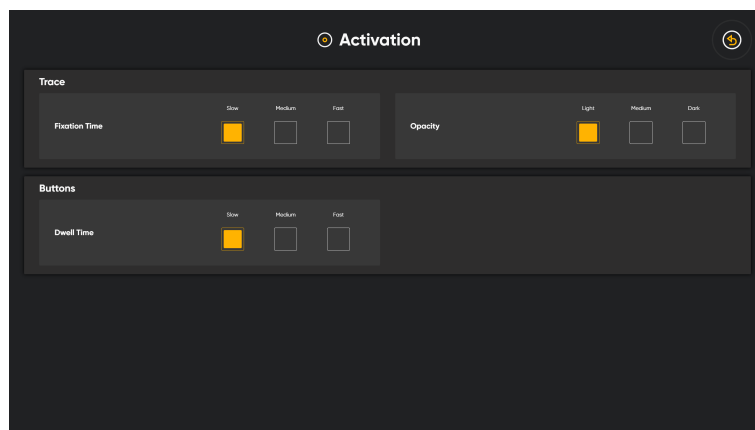 Activation
Trace
Slow Medium Fast
Fixation Time
Light Medium Dark
Opacity
Buttons
Slow Medium Fast
Dwell Time